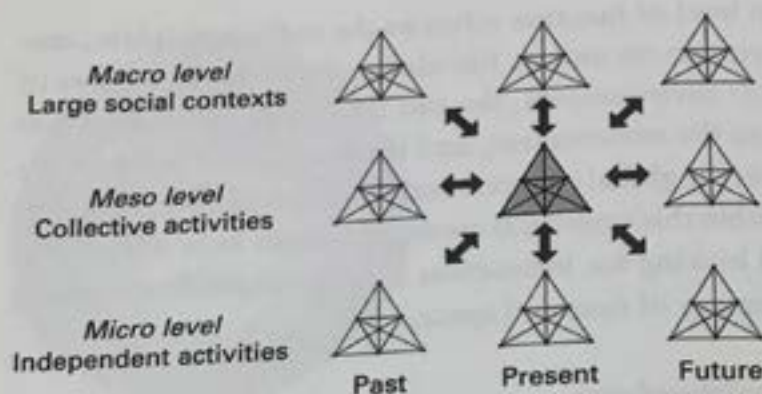 Macro level
Large social contexts
Meso level
Collective activities
Micro level
Independent activities
Past Present Future